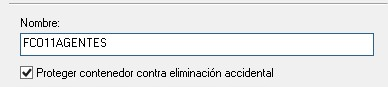 Nombre:
FCO11AGENTES
Proteger contenedor contra eliminación accidental